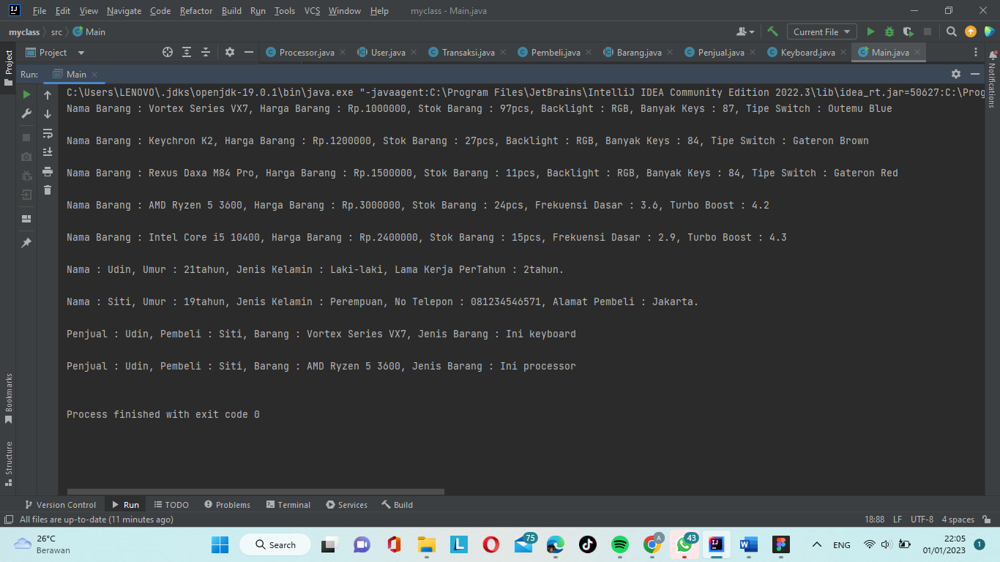 File Edit View Navigate Code Refactor Build Run Tools VCS Window Help myclass - Main.java
myclass src Main Current File
Project Project Processor.java User.java Transaksi.java Pembeli.java Barang.java Penjual.java Keyboard.java Main.java
Notifications
Run: Main
C:\Users\LENOVO\.jdks\openjdk-19.0.1\bin\java.exe "-javaagent:C:\Program Files\JetBrains\IntelliJ IDEA Community Edition 2022.3\lib\idea_rt.jar=50627:C:\Prog
Nama Barang : Vortex Series VX7, Harga Barang : Rp.1000000, Stok Barang : 97pcs, Backlight : RGB, Banyak Keys : 87, Tipe Switch : Outemu Blue
Nama Barang : Keychron K2, Harga Barang : Rp.1200000, Stok Barang : 27pcs, Backlight : RGB, Banyak Keys : 84, Tipe Switch : Gateron Brown
Nama Barang : Rexus Daxa M84 Pro, Harga Barang : Rp.1500000, Stok Barang : 11pcs, Backlight : RGB, Banyak Keys : 84, Tipe Switch : Gateron Red
Nama Barang : AMD Ryzen 5 3600, Harga Barang : Rp.3000000, Stok Barang : 24pcs, Frekuensi Dasar : 3.6, Turbo Boost : 4.2
Nama Barang : Intel Core i5 10400, Harga Barang : Rp.2400000, Stok Barang : 15pcs, Frekuensi Dasar : 2.9, Turbo Boost : 4.3
Nama : Udin, Umur : 21tahun, Jenis Kelamin : Laki-laki, Lama Kerja PerTahun : 2tahun.
Nama : Siti, Umur : 19tahun, Jenis Kelamin : Perempuan, No Telepon : 081234546571, Alamat Pembeli : Jakarta.
Penjual : Udin, Pembeli : Siti, Barang : Vortex Series VX7, Jenis Barang : Ini keyboard
Penjual : Udin, Pembeli : Siti, Barang : AMD Ryzen 5 3600, Jenis Barang : Ini processor
Process finished with exit code 0
Bookmarks
Structure
Version Control Run TODO Problems Terminal Services Build
All files are up-to-date (11 minutes ago) 18:88 LF UTF-8 4 spaces
26°C
Berawan
Search 75 A 43 ENG
22:05
01/01/2023
1